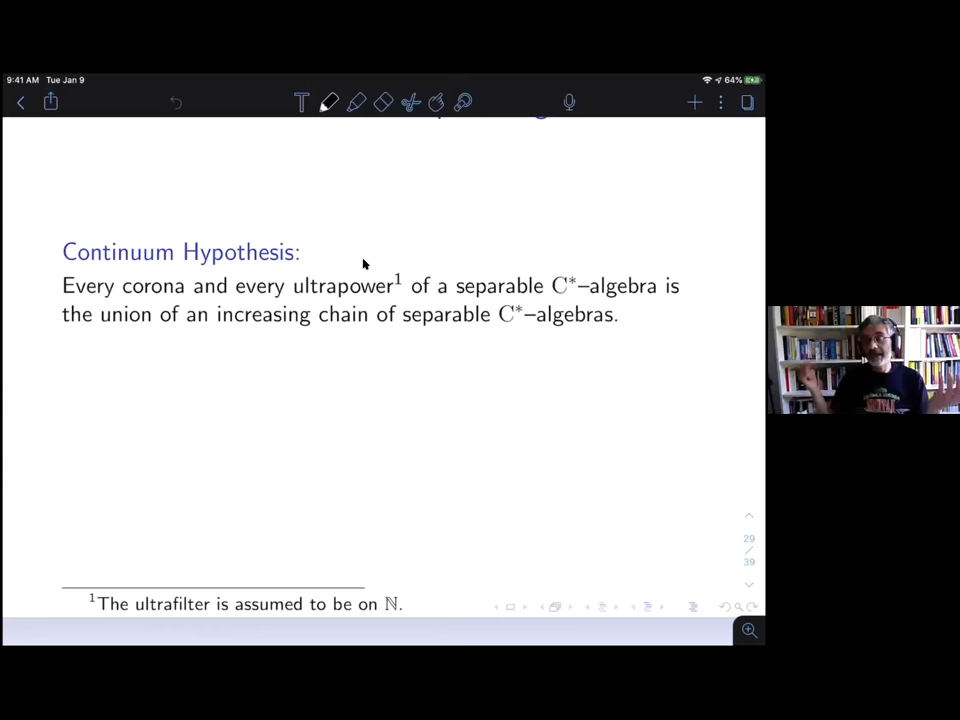 9:41 AM Tue Jan 9
64%
Continuum Hypothesis:
Every corona and every ultrapower¹ of a separable C*–algebra is
the union of an increasing chain of separable C*–algebras.
29
/
39
¹The ultrafilter is assumed to be on ℕ.